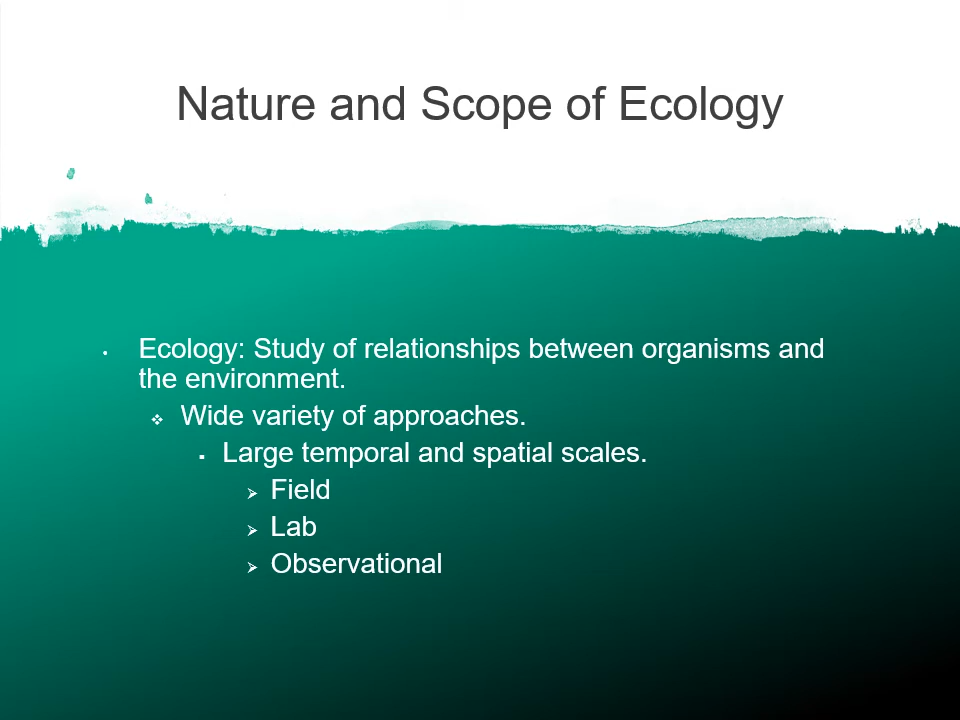 Nature and Scope of Ecology
• Ecology: Study of relationships between organisms and
the environment.
❖ Wide variety of approaches.
▪ Large temporal and spatial scales.
➢ Field
➢ Lab
➢ Observational